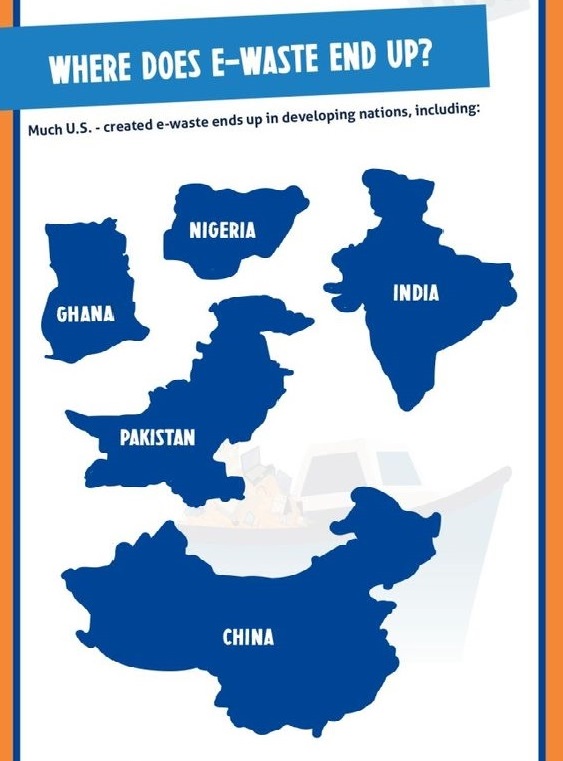 WHERE DOES E-WASTE END UP?
Much U.S. - created e-waste ends up in developing nations, including:
NIGERIA
INDIA
GHANA
PAKISTAN
CHINA